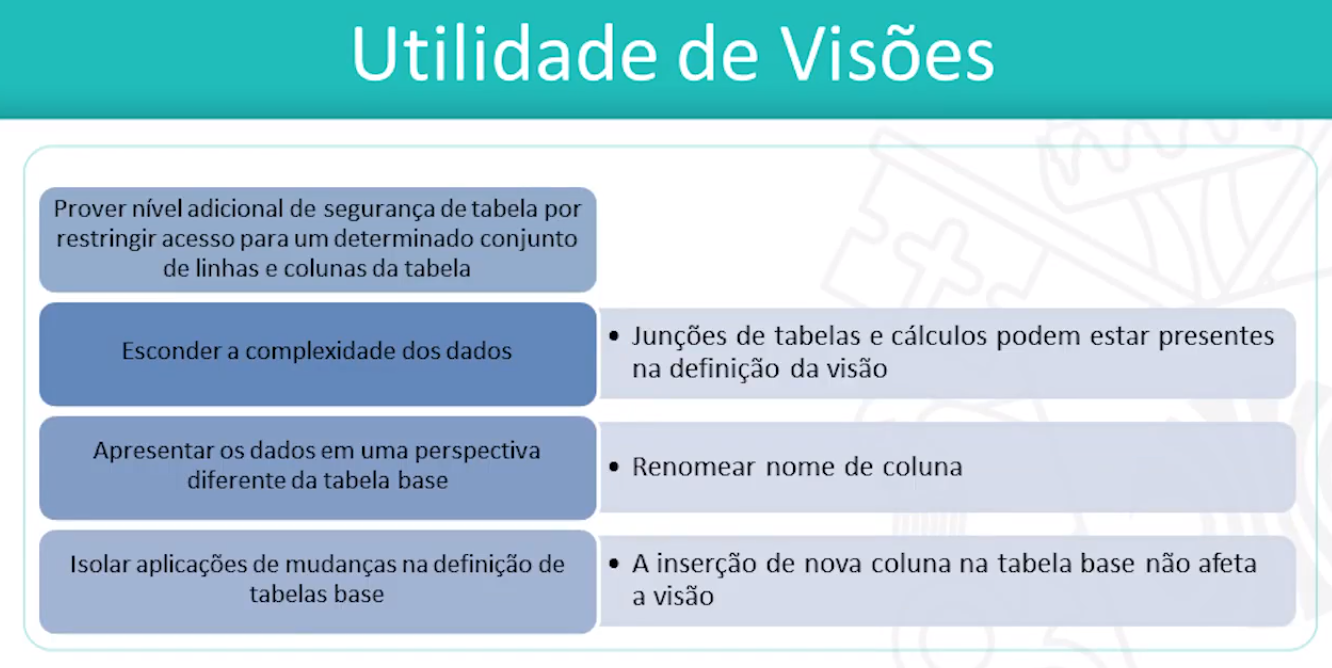 Utilidade de Visões
Prover nível adicional de segurança de tabela por
restringir acesso para um determinado conjunto
de linhas e colunas da tabela
Esconder a complexidade dos dados
• Junções de tabelas e cálculos podem estar presentes
na definição da visão
Apresentar os dados em uma perspectiva
diferente da tabela base
• Renomear nome de coluna
Isolar aplicações de mudanças na definição de
tabelas base
• A inserção de nova coluna na tabela base não afeta
a visão